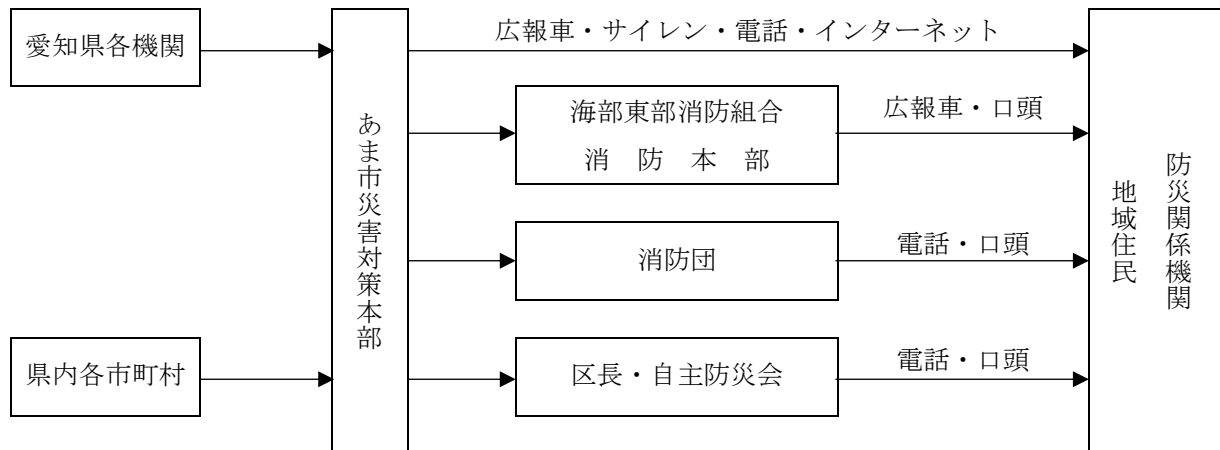 愛知県各機関
県内各市町村
あま市災害対策本部
広報車・サイレン・電話・インターネット
海部東部消防組合
消 防 本 部
広報車・口頭
消防団
電話・口頭
区長・自主防災会
電話・口頭
防災関係機関
地域住民